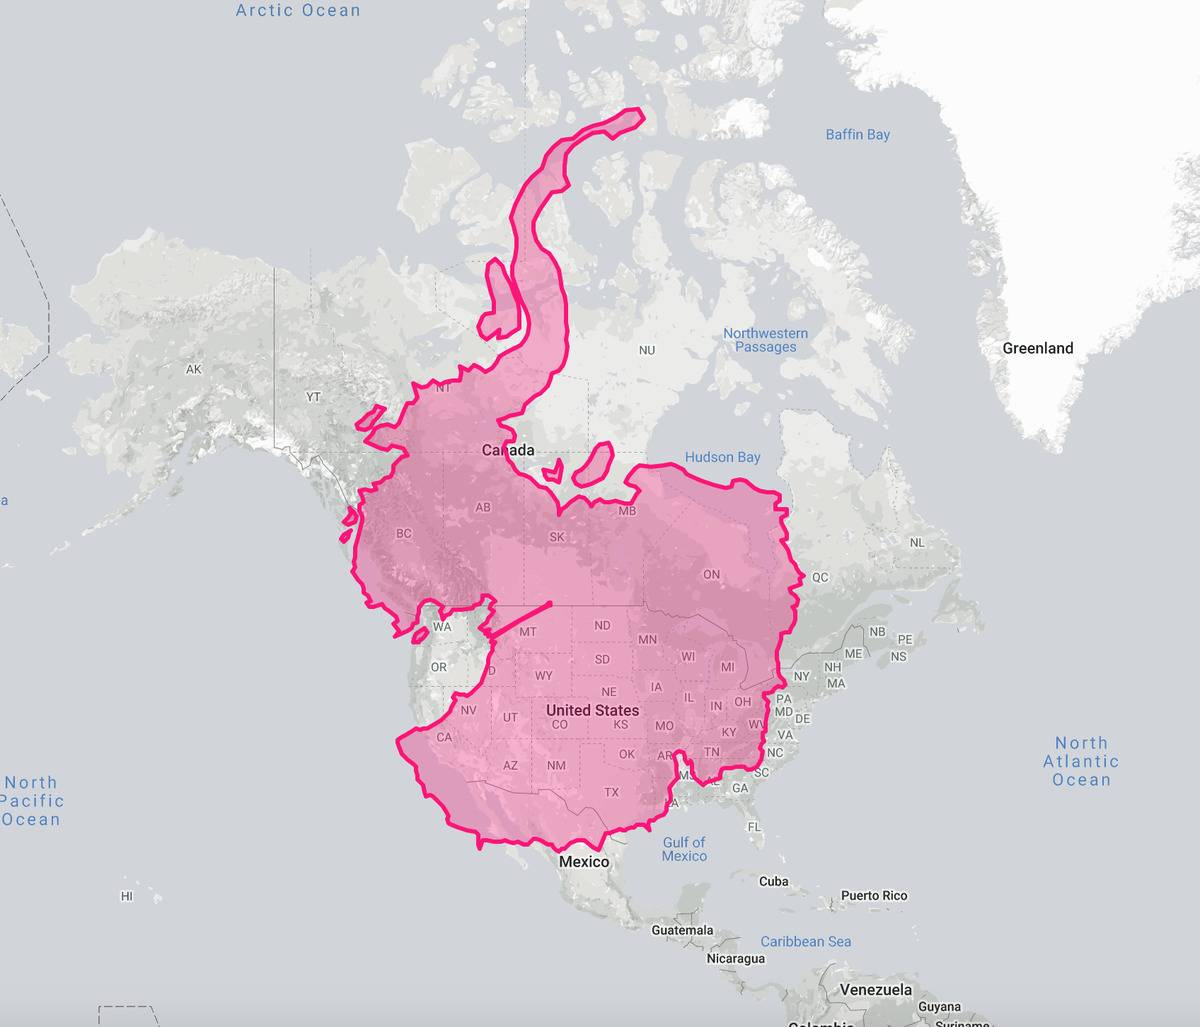 Arctic Ocean
Baffin Bay
Northwestern
Passages
Greenland
NU
AK
YT
NT
Canada
Hudson Bay
a
AB
MB
BC
SK
ON
NL
QC
WA
MT
ND
MN
NB
PE
ME
NS
OR
D
SD
WI
MI
NH
MA
WY
NY
NE
IA
IL
IN
OH
PA
NV
UT
United States
CO
KS
MO
KY
WV
MD
DE
CA
VA
OK
AR
TN
NC
AZ
NM
MS
AL
SC
TX
GA
LA
FL
North
Atlantic
Ocean
North
Pacific
Ocean
Gulf of
Mexico
Mexico
Cuba
Puerto Rico
HI
Guatemala
Caribbean Sea
Nicaragua
Venezuela
Guyana
Colombia
Suriname